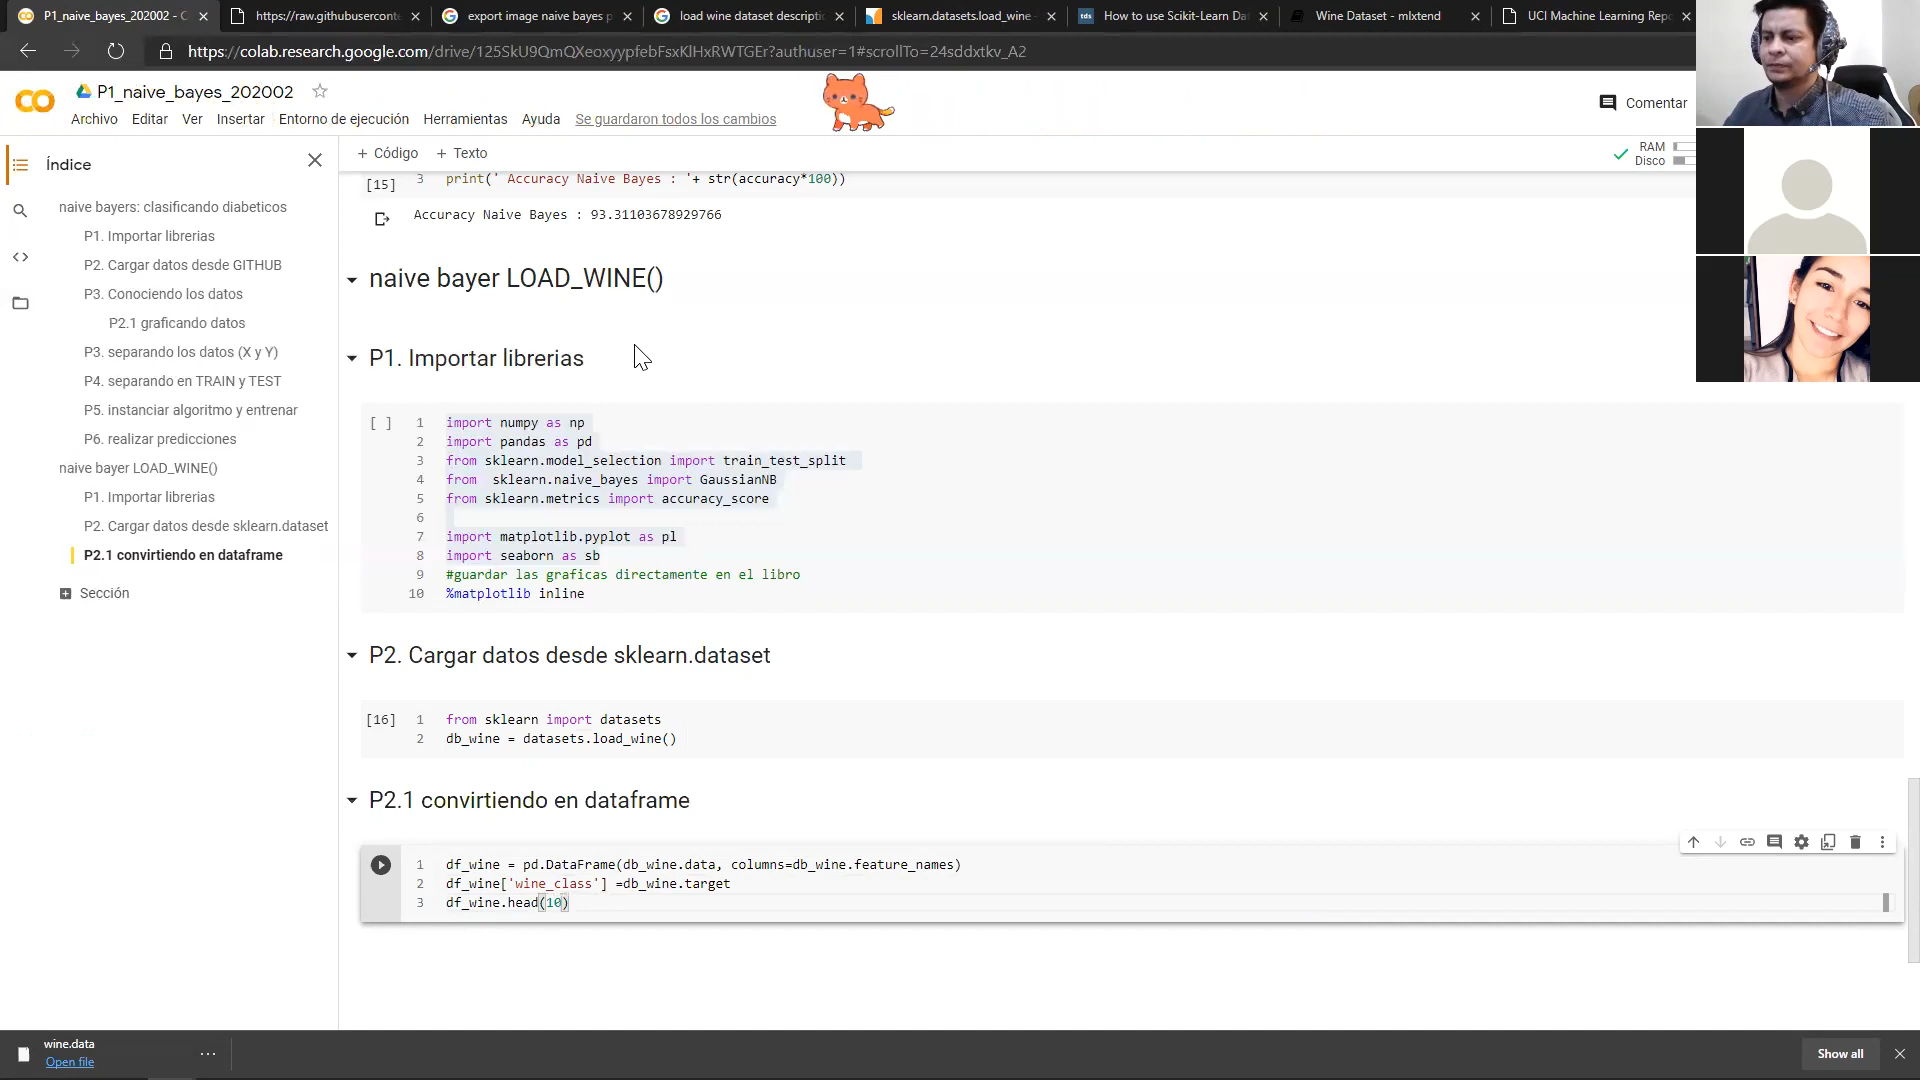 P1_naive_bayes_202002 - C
https://raw.githubuserconte
export image naive bayes p
load wine dataset descripti
sklearn.datasets.load_wine
How to use Scikit-Learn Da
Wine Dataset - mlxtend
UCI Machine Learning Repo
https://colab.research.google.com/drive/125SkU9QmQXeoxyypfebFsxKlHxRWTGEr?authuser=1#scrollTo=24sddxtkv_A2
P1_naive_bayes_202002
Archivo Editar Ver Insertar Entorno de ejecución Herramientas Ayuda Se guardaron todos los cambios
Comentar
+ Código + Texto
RAM
Disco
Índice
naive bayers: clasificando diabeticos
P1. Importar librerias
P2. Cargar datos desde GITHUB
P3. Conociendo los datos
P2.1 graficando datos
P3. separando los datos (X y Y)
P4. separando en TRAIN y TEST
P5. instanciar algoritmo y entrenar
P6. realizar predicciones
naive bayer LOAD_WINE()
P1. Importar librerias
P2. Cargar datos desde sklearn.dataset
P2.1 convirtiendo en dataframe
Sección
[15] 3 print(' Accuracy Naive Bayes : '+ str(accuracy*100))
Accuracy Naive Bayes : 93.31103678929766
naive bayer LOAD_WINE()
P1. Importar librerias
[ ] 1 import numpy as np
2 import pandas as pd
3 from sklearn.model_selection import train_test_split
4 from  sklearn.naive_bayes import GaussianNB
5 from sklearn.metrics import accuracy_score
6
7 import matplotlib.pyplot as pl
8 import seaborn as sb
9 #guardar las graficas directamente en el libro
10 %matplotlib inline
P2. Cargar datos desde sklearn.dataset
[16] 1 from sklearn import datasets
2 db_wine = datasets.load_wine()
P2.1 convirtiendo en dataframe
1 df_wine = pd.DataFrame(db_wine.data, columns=db_wine.feature_names)
2 df_wine['wine_class'] =db_wine.target
3 df_wine.head(10)
wine.data
Open file
Show all